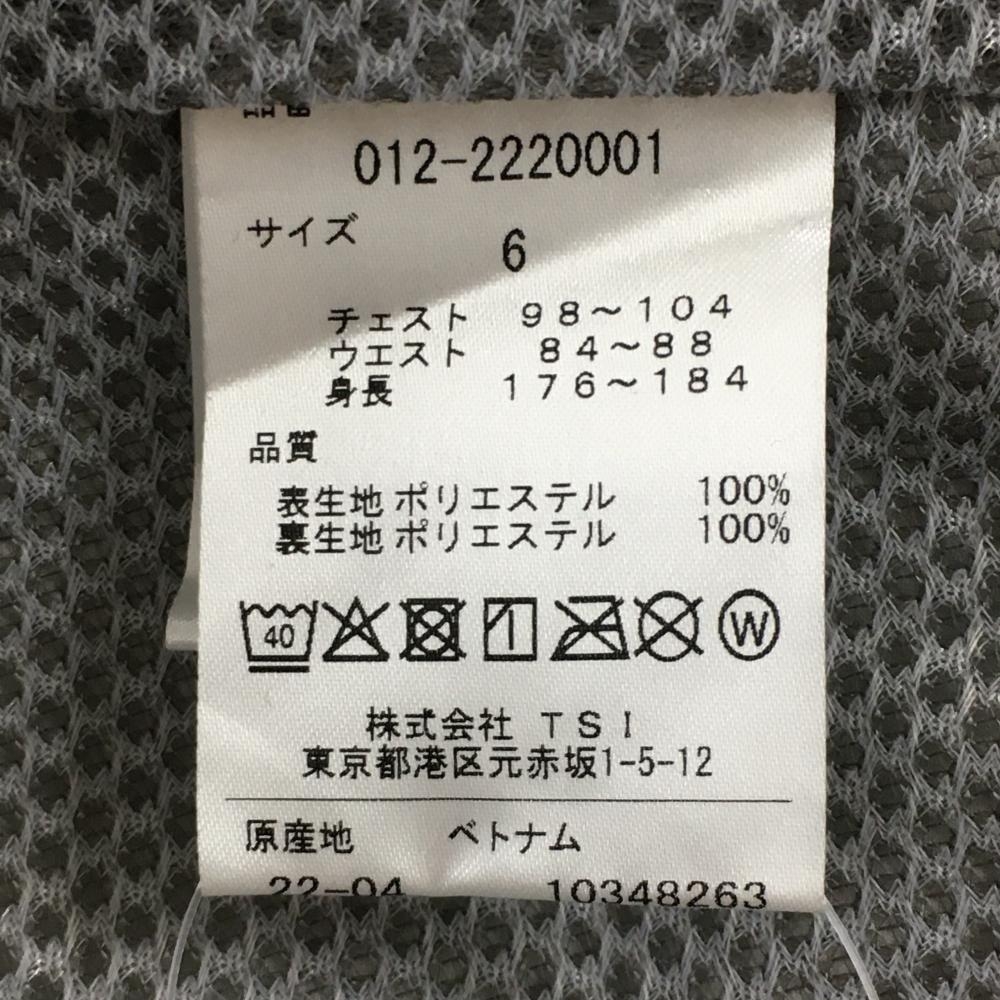 品番
012-2220001
サイズ 6
チェスト 98～104
ウエスト 84～88
身長 176～184
品質
表生地 ポリエステル 100%
裏生地 ポリエステル 100%
40 W
株式会社 TSI
東京都港区元赤坂1-5-12
原産地 ベトナム
22-04 10348263